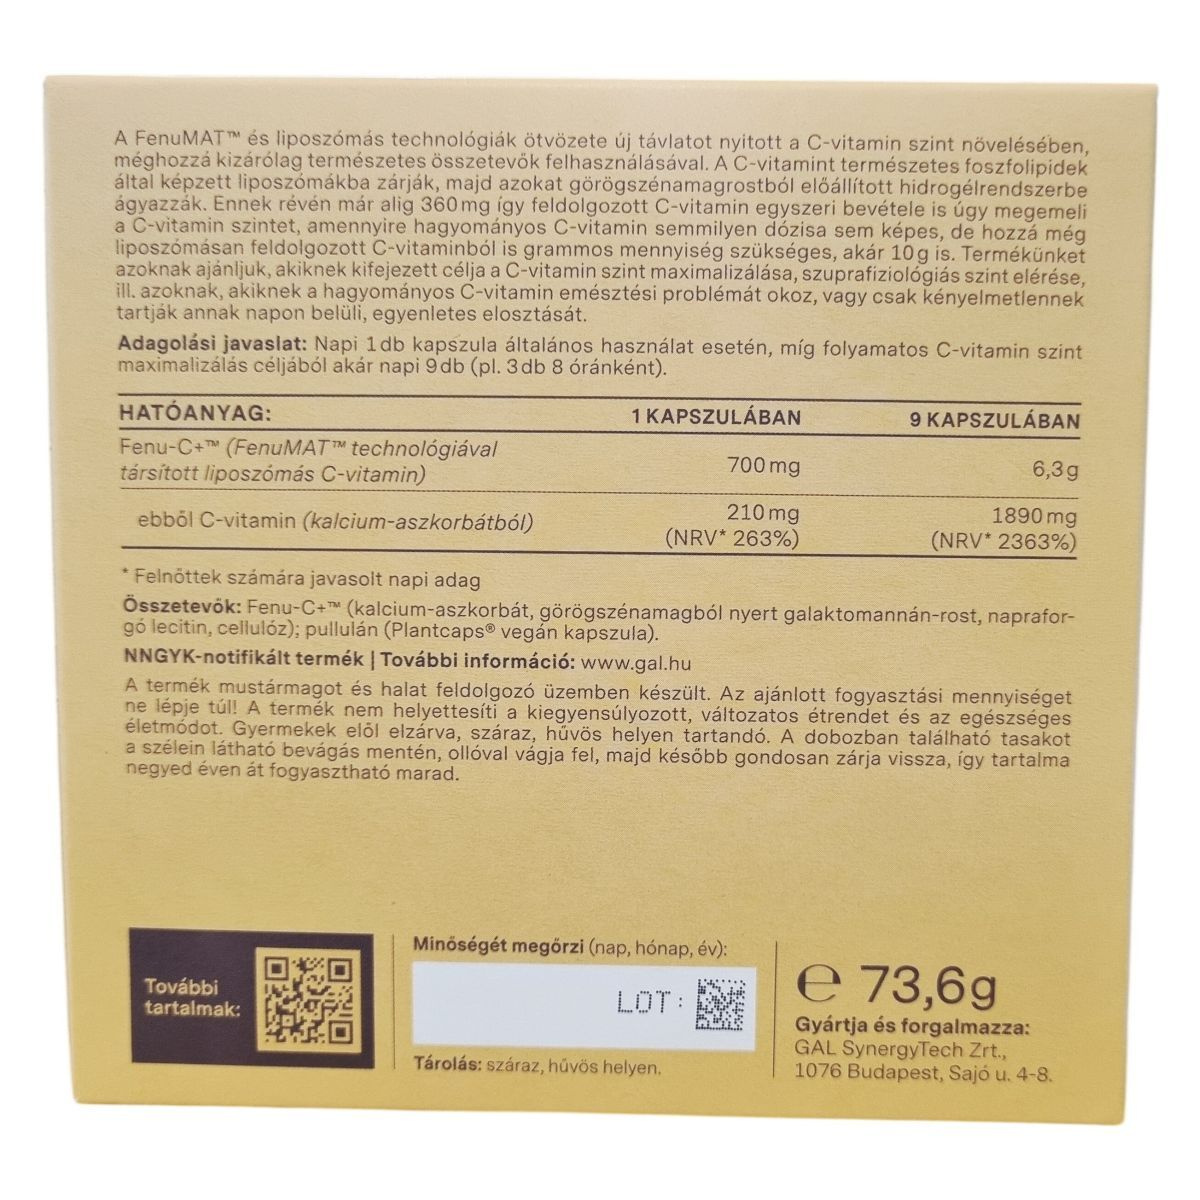 A FenuMAT™ és liposzómás technológiák ötvözete új távlatot nyitott a C-vitamin szint növelésében,
méghozzá kizárólag természetes összetevők felhasználásával. A C-vitamint természetes foszfolipidek
által képzett liposzómákba zárják, majd azokat görögszénamagrostból előállított hidrogélrendszerbe
ágyazzák. Ennek révén már alig 360 mg így feldolgozott C-vitamin egyszeri bevétele is úgy megemeli
a C-vitamin szintet, amennyire hagyományos C-vitamin semmilyen dózisa sem képes, de hozzá még
liposzómásan feldolgozott C-vitaminból is grammos mennyiség szükséges, akár 10 g is. Termékünket
azoknak ajánljuk, akiknek kifejezett célja a C-vitamin szint maximalizálása, szuprafiziológiás szint elérése,
ill. azoknak, akiknek a hagyományos C-vitamin emésztési problémát okoz, vagy csak kényelmetlennek
tartják annak napon belüli, egyenletes elosztását.
Adagolási javaslat: Napi 1 db kapszula általános használat esetén, míg folyamatos C-vitamin szint
maximalizálás céljából akár napi 9 db (pl. 3 db 8 óránként).
HATÓANYAG: 1 KAPSZULÁBAN 9 KAPSZULÁBAN
Fenu-C+™ (FenuMAT™ technológiával
társított liposzómás C-vitamin) 700 mg 6,3 g
ebből C-vitamin (kalcium-aszkorbátból) 210 mg 1890 mg
(NRV* 263%) (NRV* 2363%)
* Felnőttek számára javasolt napi adag
Összetevők: Fenu-C+™ (kalcium-aszkorbát, görögszénamagból nyert galaktomannán-rost, naprafor-
gó lecitin, cellulóz); pullulán (Plantcaps® vegán kapszula).
NNGYK-notifikált termék | További információ: www.gal.hu
A termék mustármagot és halat feldolgozó üzemben készült. Az ajánlott fogyasztási mennyiséget
ne lépje túl! A termék nem helyettesíti a kiegyensúlyozott, változatos étrendet és az egészséges
életmódot. Gyermekek elől elzárva, száraz, hűvös helyen tartandó. A dobozban található tasakot
a szélein látható bevágás mentén, ollóval vágja fel, majd később gondosan zárja vissza, így tartalma
negyed éven át fogyasztható marad.
További
tartalmak:
Minőségét megőrzi (nap, hónap, év):
LOT:
Tárolás: száraz, hűvös helyen.
℮ 73,6g
Gyártja és forgalmazza:
GAL SynergyTech Zrt.,
1076 Budapest, Sajó u. 4-8.